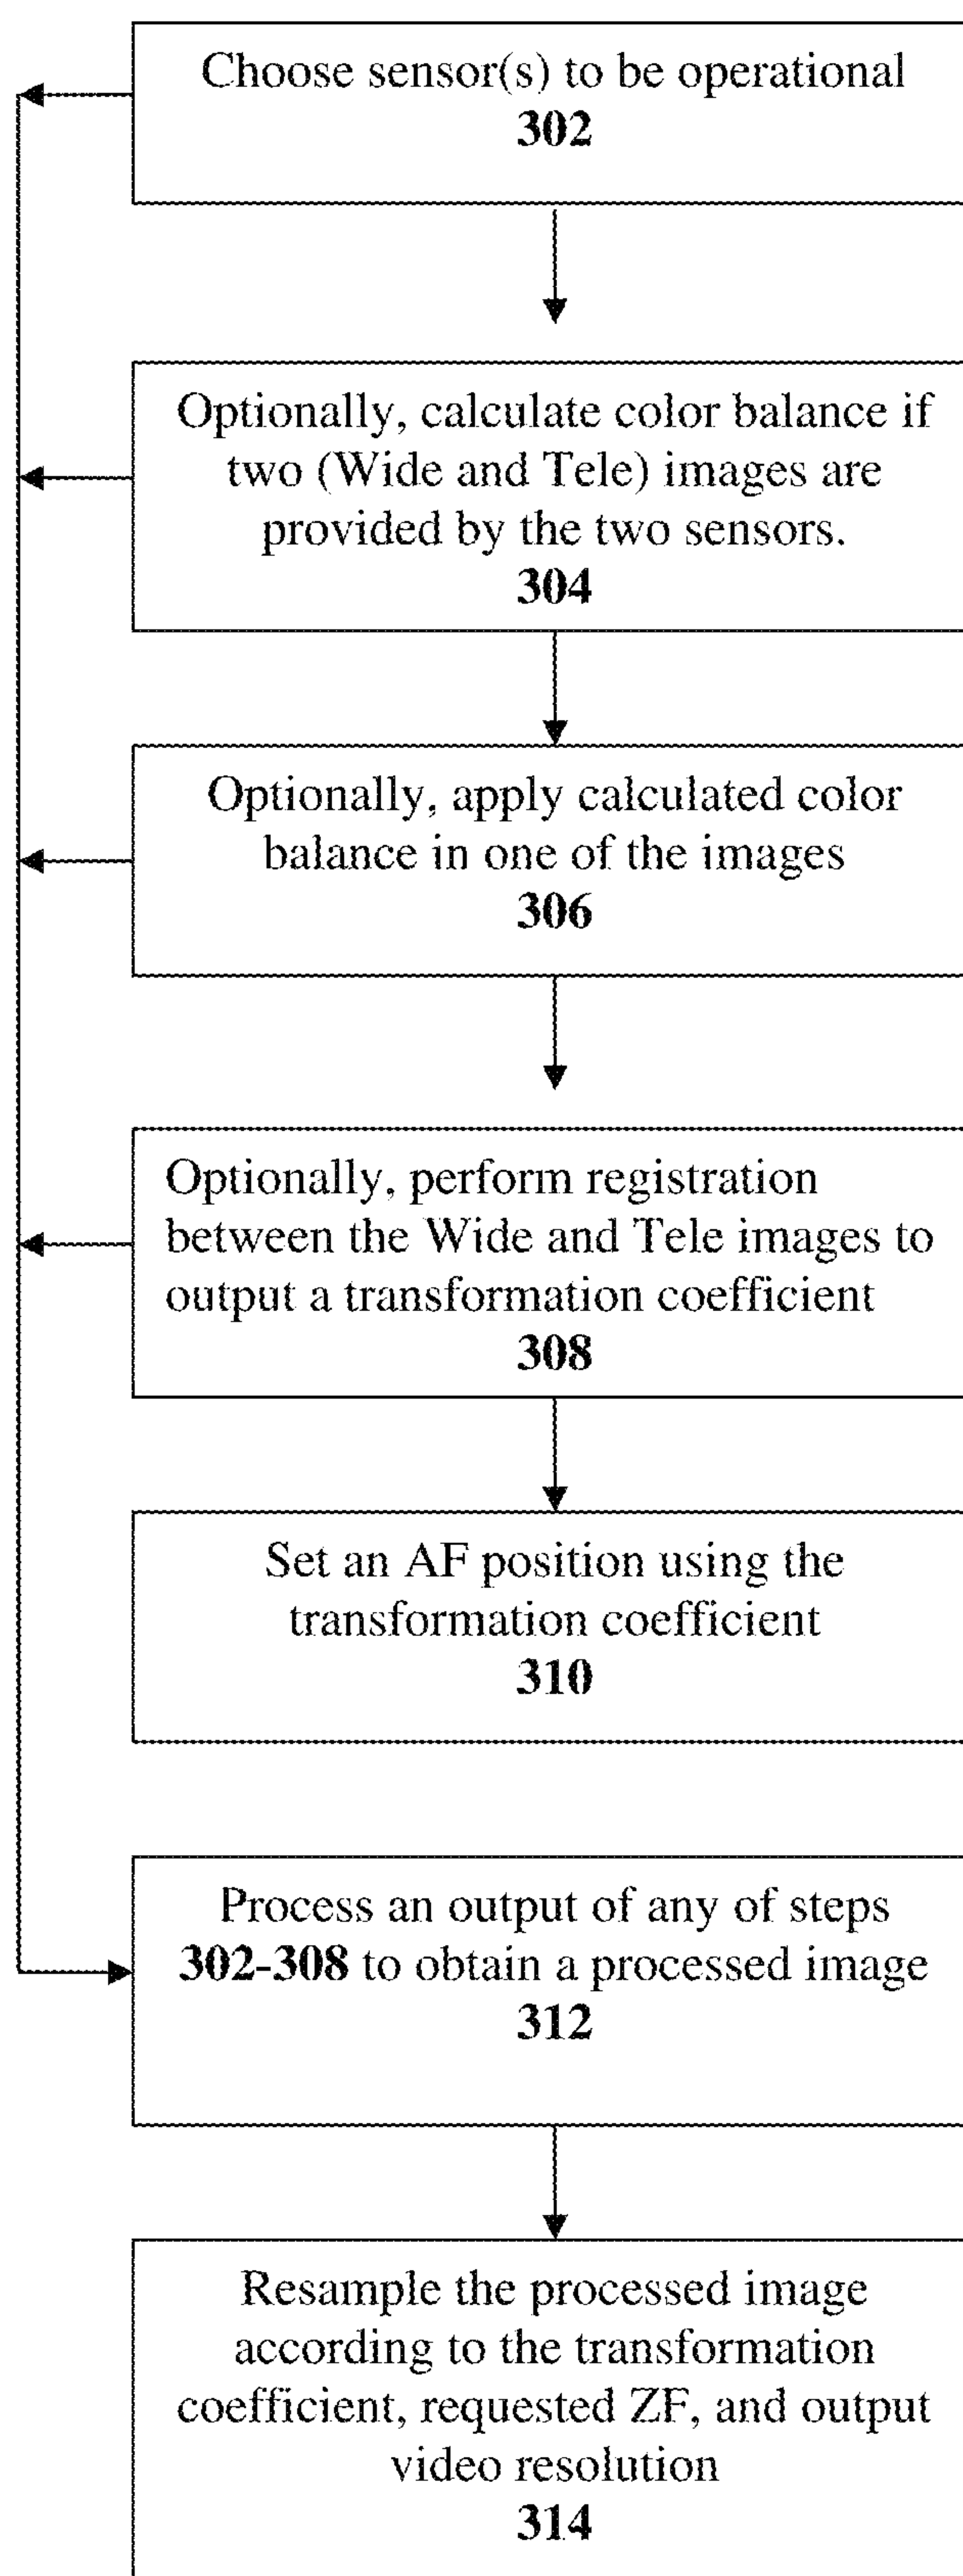 Choose sensor(s) to be operational
302
Optionally, calculate color balance if
two (Wide and Tele) images are
provided by the two sensors.
304
Optionally, apply calculated color
balance in one of the images
306
Optionally, perform registration
between the Wide and Tele images to
output a transformation coefficient
308
Set an AF position using the
transformation coefficient
310
Process an output of any of steps
302-308 to obtain a processed image
312
Resample the processed image
according to the transformation
coefficient, requested ZF, and output
video resolution
314